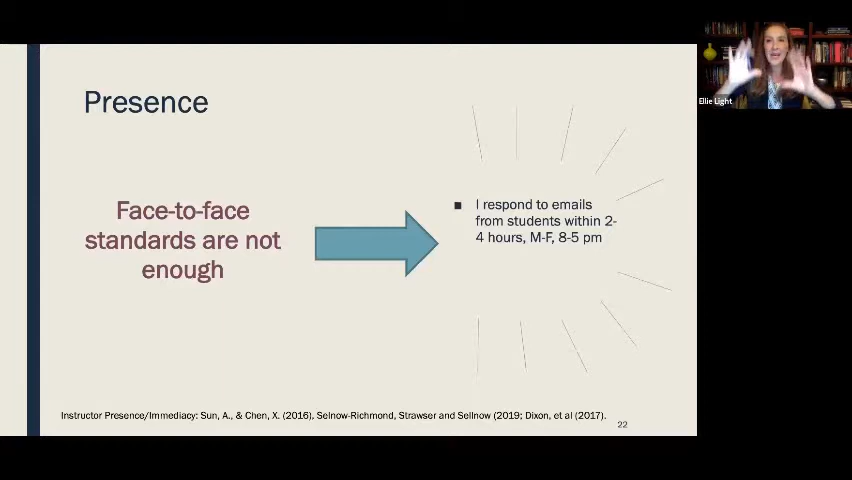 Presence
Face-to-face
standards are not
enough
■ I respond to emails
from students within 2-
4 hours, M-F, 8-5 pm
Instructor Presence/Immediacy: Sun, A., & Chen, X. (2016), Selnow-Richmond, Strawser and Sellnow (2019; Dixon, et al (2017).
22
Ellie Light